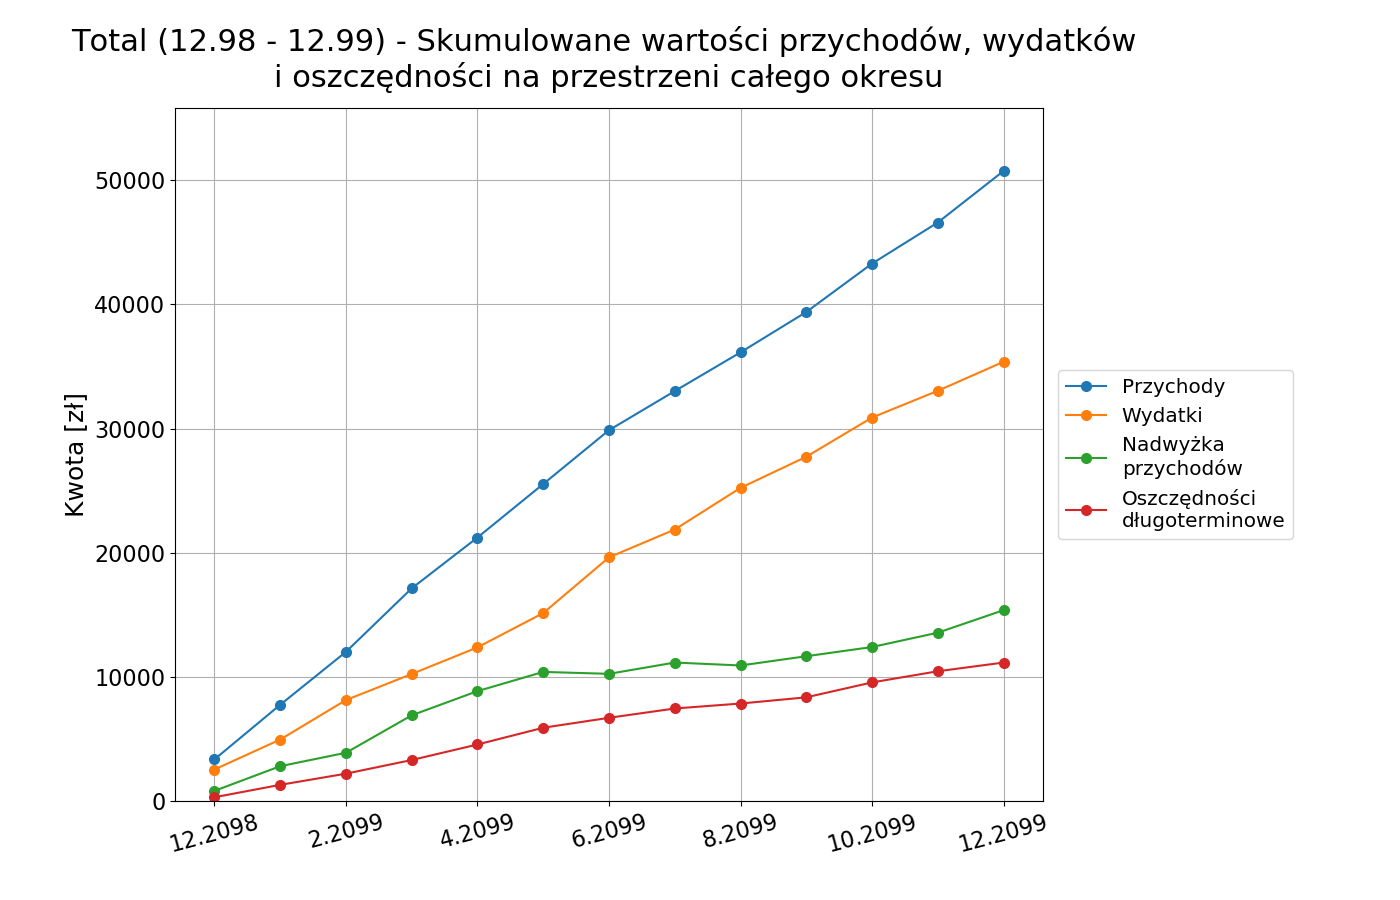 Total (12.98 - 12.99) - Skumulowane wartości przychodów, wydatków
i oszczędności na przestrzeni całego okresu
Kwota [zł]
50000
40000
30000
20000
10000
0
12.2098 2.2099 4.2099 6.2099 8.2099 10.2099 12.2099
Przychody
Wydatki
Nadwyżka
przychodów
Oszczędności
długoterminowe